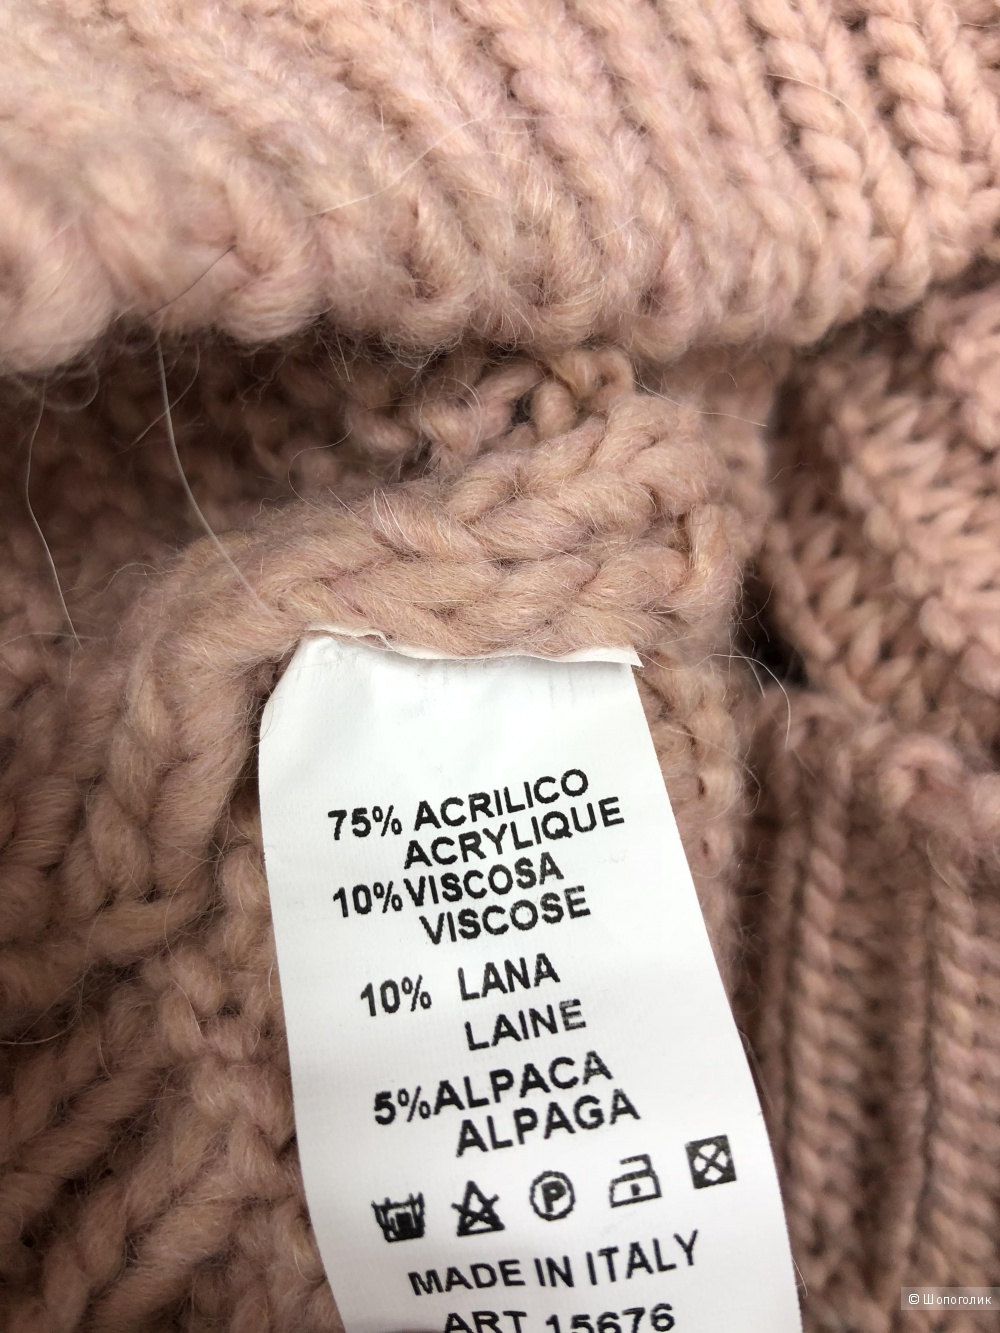 75% ACRILICO
ACRYLIQUE
10% VISCOSA
VISCOSE
10% LANA
LAINE
5% ALPACA
ALPAGA
P
MADE IN ITALY
ART 15676
© Шопоголик